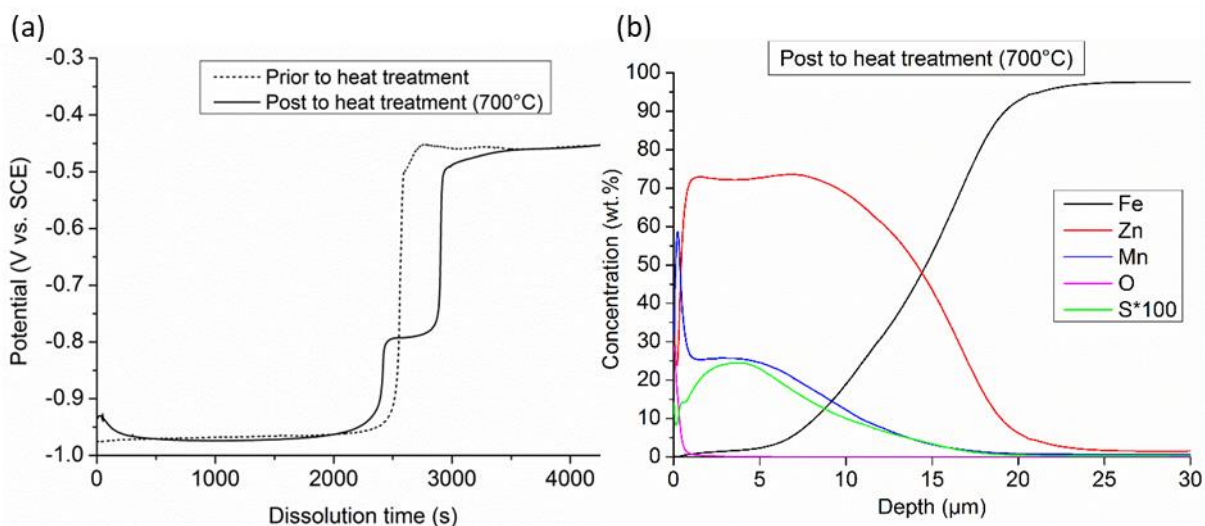 (a)
-0.3
-0.4
-0.5
-0.6
-0.7
-0.8
-0.9
-1.0
Potential (V vs. SCE)
Prior to heat treatment
Post to heat treatment (700°C)
0 1000 2000 3000 4000
Dissolution time (s)
(b)
Post to heat treatment (700°C)
100
90
80
70
60
50
40
30
20
10
0
Concentration (wt.%)
Fe
Zn
Mn
O
S*100
0 5 10 15 20 25 30
Depth (µm)